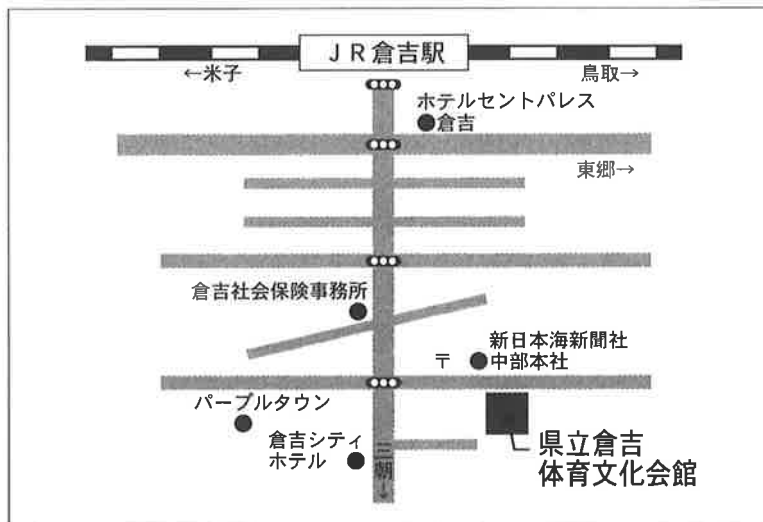 JR倉吉駅
←米子
鳥取→
ホテルセントパレス
倉吉
東郷→
倉吉社会保険事務所
〒
新日本海新聞社
中部本社
パープルタウン
倉吉シティ
ホテル
三朝→
県立倉吉
体育文化会館